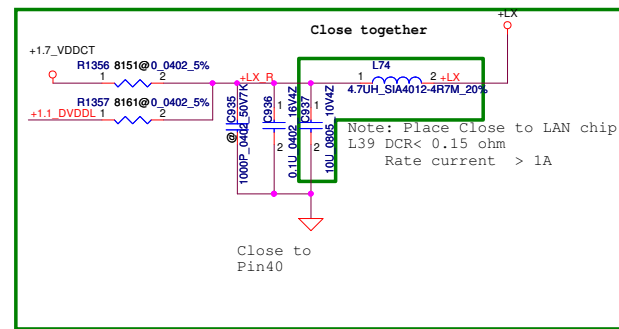 +LX
Close together
+1.7_VDDCT
R1356 8151@0_0402_5%
1 2
+LX_R
L74
1 2 +LX
4.7UH_SIA4012-4R7M_20%
R1357 8161@0_0402_5%
+1.1_DVDDL 1 2
@ C935
1000P_0402_50V7K
C936
0.1U_0402_16V4Z
1
2
C937
10U_0805_10V4Z
1
2
Note: Place Close to LAN chip
L39 DCR< 0.15 ohm
Rate current > 1A
Close to
Pin40